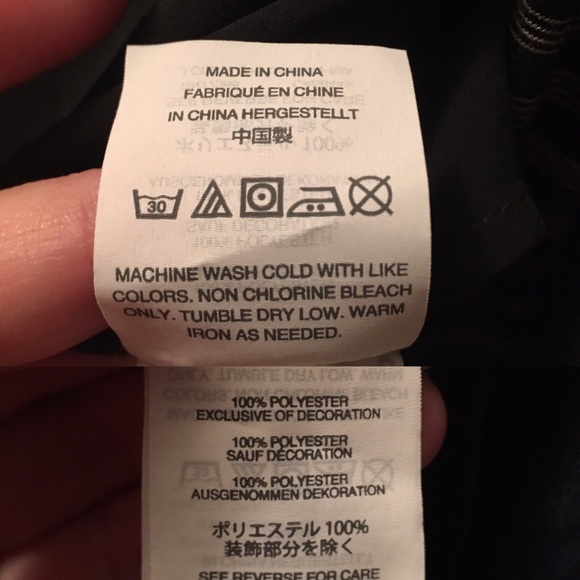 MADE IN CHINA
FABRIQUÉ EN CHINE
IN CHINA HERGESTELLT
中国製
30
MACHINE WASH COLD WITH LIKE
COLORS. NON CHLORINE BLEACH
ONLY. TUMBLE DRY LOW. WARM
IRON AS NEEDED.
100% POLYESTER
EXCLUSIVE OF DECORATION
100% POLYESTER
SAUF DÉCORATION
100% POLYESTER
AUSGENOMMEN DEKORATION
ポリエステル 100%
装飾部分を除く
SEE REVERSE FOR CARE